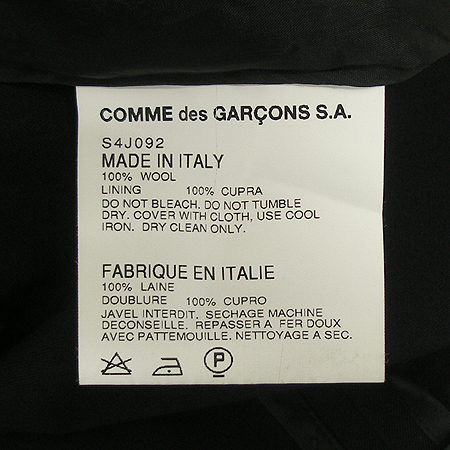 COMME des GARÇONS S.A.
S4J092
MADE IN ITALY
100% WOOL
LINING 100% CUPRA
DO NOT BLEACH. DO NOT TUMBLE
DRY. COVER WITH CLOTH, USE COOL
IRON. DRY CLEAN ONLY.
FABRIQUE EN ITALIE
100% LAINE
DOUBLURE 100% CUPRO
JAVEL INTERDIT. SECHAGE MACHINE
DECONSEILLE. REPASSER A FER DOUX
AVEC PATTEMOUILLE. NETTOYAGE A SEC.
P